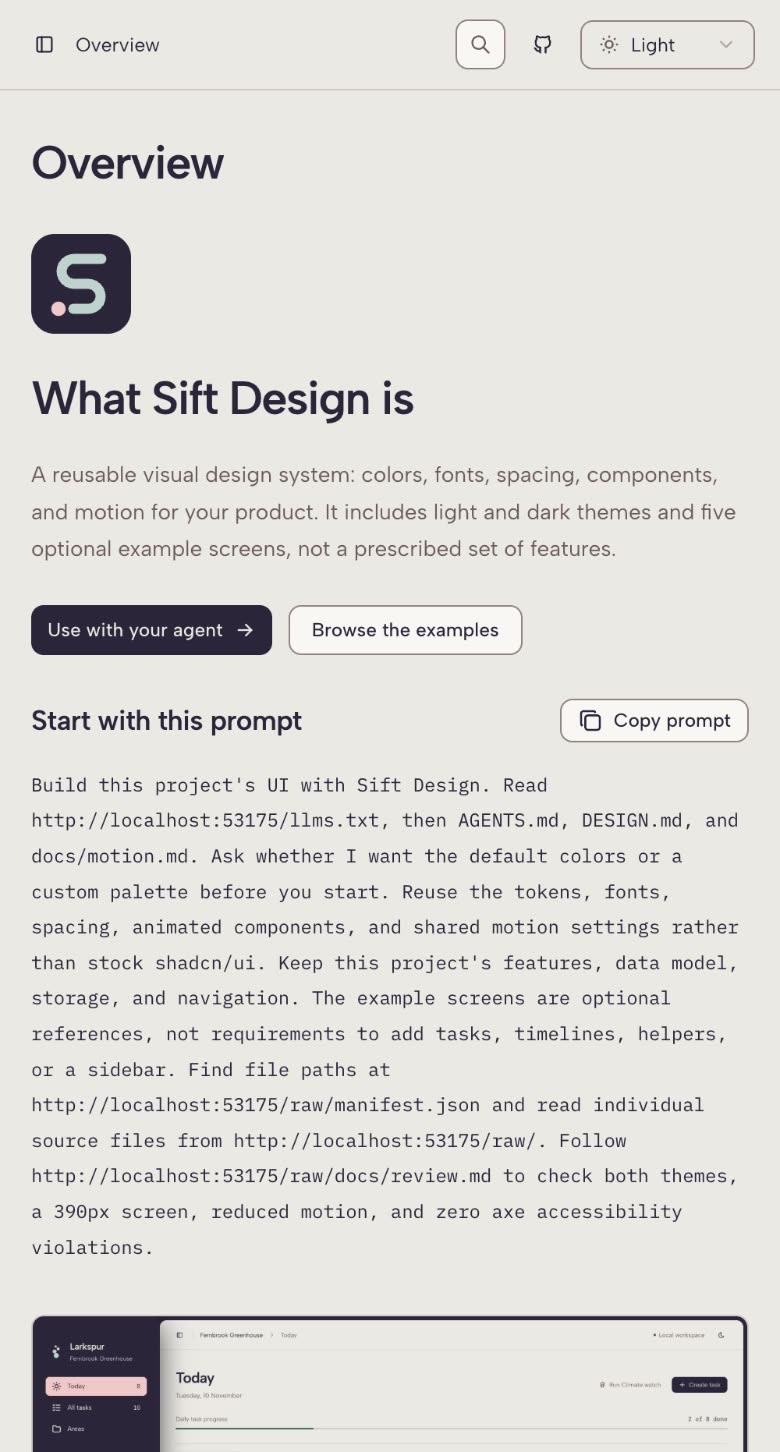 Overview
Light
Overview
S
What Sift Design is
A reusable visual design system: colors, fonts, spacing, components,
and motion for your product. It includes light and dark themes and five
optional example screens, not a prescribed set of features.
Use with your agent →
Browse the examples
Start with this prompt
Copy prompt
Build this project's UI with Sift Design. Read
http://localhost:53175/llms.txt, then AGENTS.md, DESIGN.md, and
docs/motion.md. Ask whether I want the default colors or a
custom palette before you start. Reuse the tokens, fonts,
spacing, animated components, and shared motion settings rather
than stock shadcn/ui. Keep this project's features, data model,
storage, and navigation. The example screens are optional
references, not requirements to add tasks, timelines, helpers,
or a sidebar. Find file paths at
http://localhost:53175/raw/manifest.json and read individual
source files from http://localhost:53175/raw/. Follow
http://localhost:53175/raw/docs/review.md to check both themes,
a 390px screen, reduced motion, and zero axe accessibility
violations.
Larkspur
Fernbrook Greenhouse
Today 8
All tasks 10
Areas
Fernbrook Greenhouse > Today
Local workspace
Today
Tuesday, 19 November
Run Climate watch
+ Create task
Daily task progress
2 of 8 done